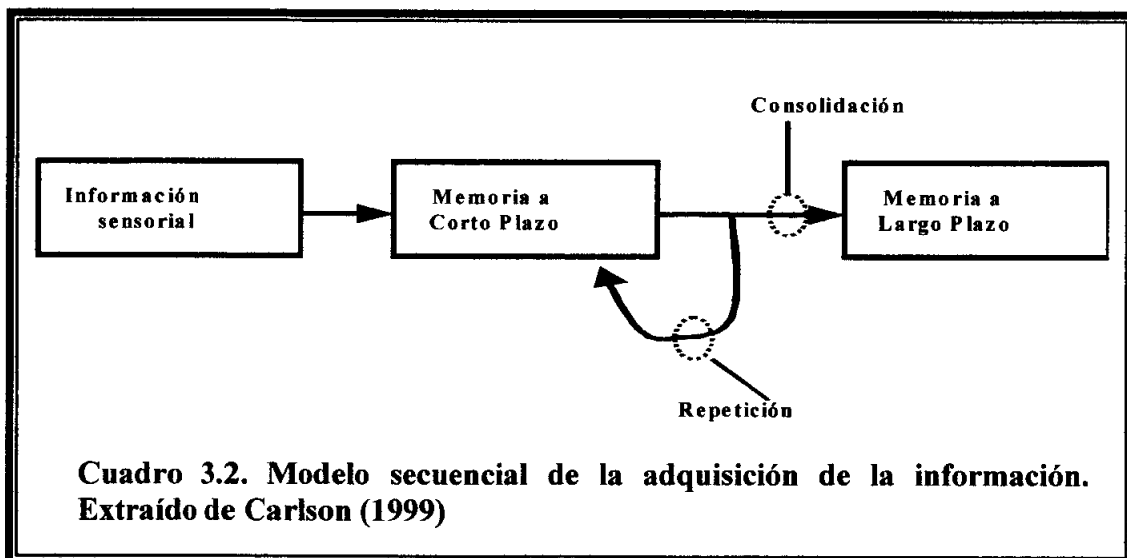 Consolidación
Información
sensorial
Memoria a
Corto Plazo
Memoria a
Largo Plazo
Repetición
Cuadro 3.2. Modelo secuencial de la adquisición de la información.
Extraído de Carlson (1999)